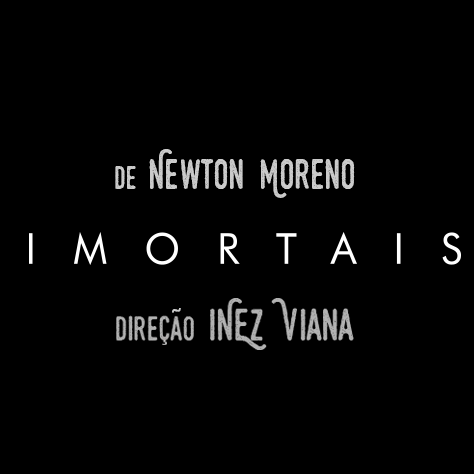 DE NEWTON MORENO
IMORTAIS
DIREÇÃO INEZ VIANA